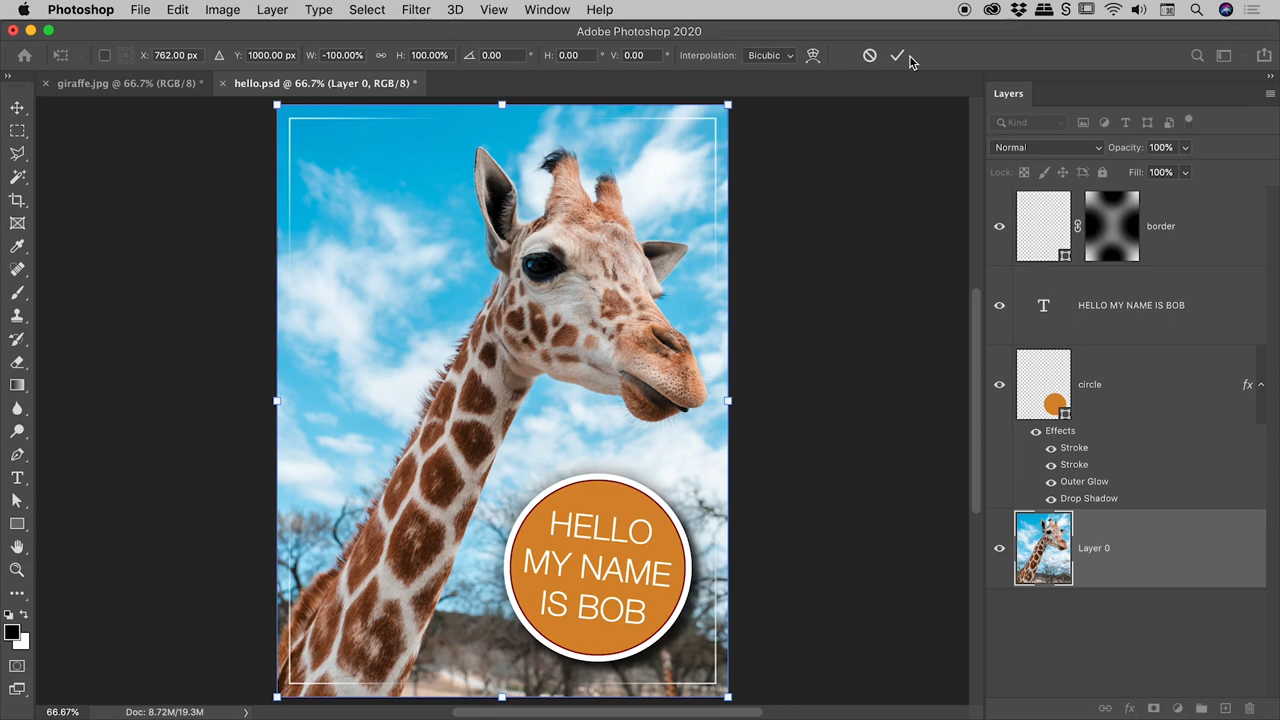 Photoshop File Edit Image Layer Type Select Filter 3D View Window Help
Adobe Photoshop 2020
X: 762.00 px Y: 1000.00 px W: -100.00% H: 100.00% 0.00 ° H: 0.00 ° V: 0.00 ° Interpolation: Bicubic
giraffe.jpg @ 66.7% (RGB/8) * hello.psd @ 66.7% (Layer 0, RGB/8) *
Layers
Kind
Normal Opacity: 100%
Lock: Fill: 100%
border
HELLO MY NAME IS BOB
circle fx
Effects
Stroke
Stroke
Outer Glow
Drop Shadow
Layer 0
HELLO
MY NAME
IS BOB
66.67% Doc: 8.72M/19.3M